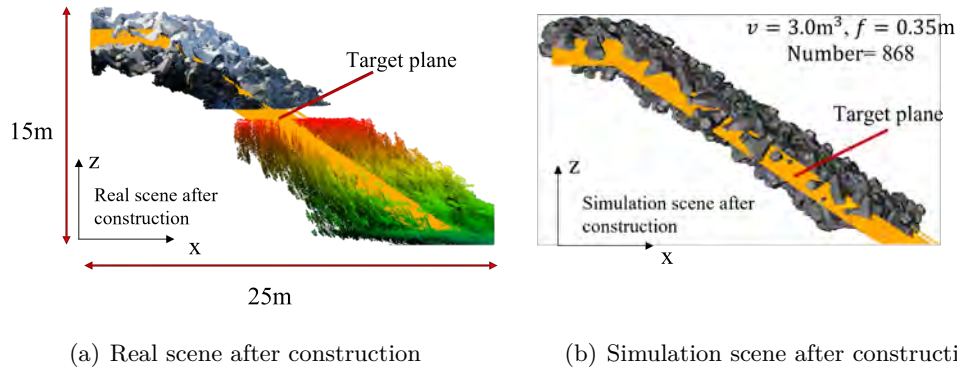 Target plane
15m
z
Real scene after
construction
x
25m
(a) Real scene after construction
v = 3.0m³, f = 0.35m
Number= 868
Target plane
z
Simulation scene after
construction
x
(b) Simulation scene after constructi